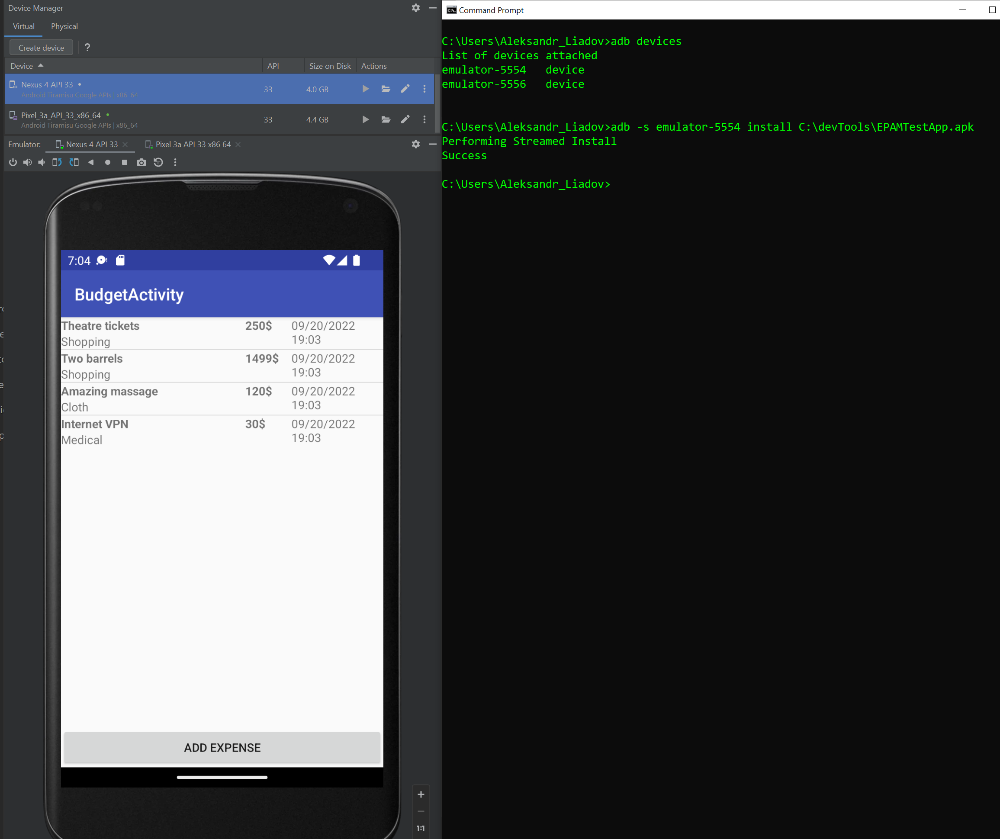 Device Manager
Virtual Physical
Create device ?
Device API Size on Disk Actions
Nexus 4 API 33 33 4.0 GB
Android Tiramisu Google APIs | x86_64
Pixel_3a_API_33_x86_64 33 4.4 GB
Android Tiramisu Google APIs | x86_64
Emulator: Nexus 4 API 33 Pixel 3a API 33 x86 64
7:04
BudgetActivity
Theatre tickets 250$ 09/20/2022
Shopping 19:03
Two barrels 1499$ 09/20/2022
Shopping 19:03
Amazing massage 120$ 09/20/2022
Cloth 19:03
Internet VPN 30$ 09/20/2022
Medical 19:03
ADD EXPENSE
1:1
Command Prompt
C:\Users\Aleksandr_Liadov>adb devices
List of devices attached
emulator-5554 device
emulator-5556 device
C:\Users\Aleksandr_Liadov>adb -s emulator-5554 install C:\devTools\EPAMTestApp.apk
Performing Streamed Install
Success
C:\Users\Aleksandr_Liadov>